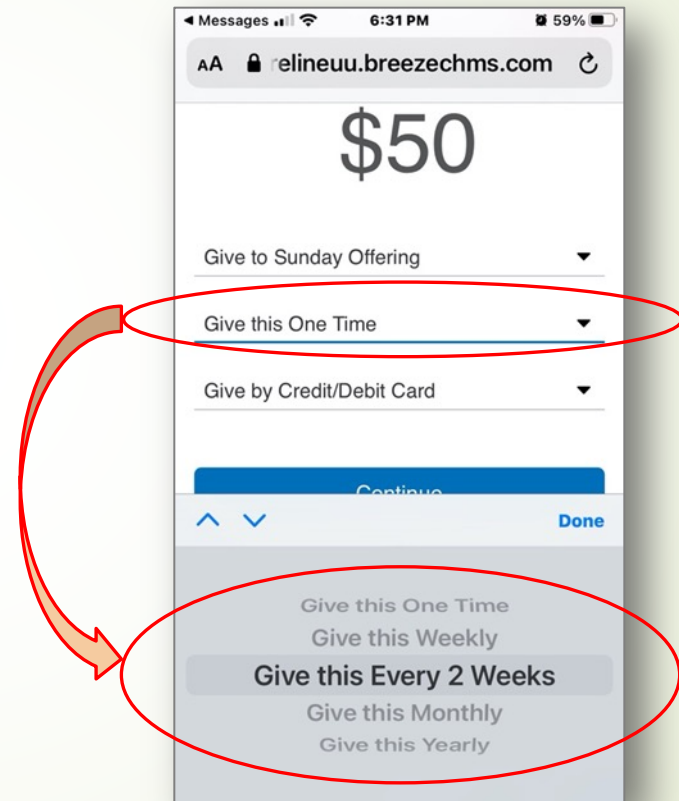 Messages 6:31 PM 59%
AA relineuu.breezechms.com
$50
Give to Sunday Offering
Give this One Time
Give by Credit/Debit Card
Continue
Done
Give this One Time
Give this Weekly
Give this Every 2 Weeks
Give this Monthly
Give this Yearly